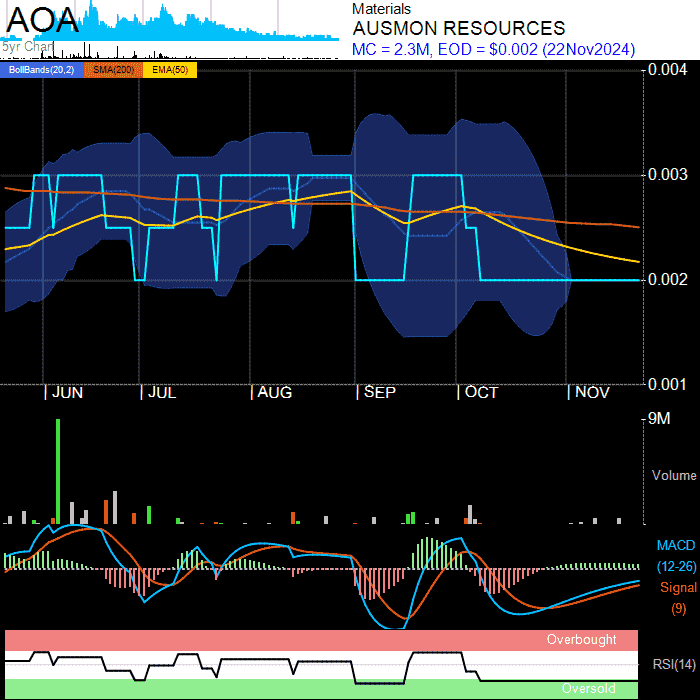 AOA
5yr Chart
Materials
AUSMON RESOURCES
MC = 2.3M, EOD = $0.002 (22Nov2024)
BollBands(20,2) SMA(200) EMA(50)
0.004
0.003
0.002
0.001
JUN JUL AUG SEP OCT NOV
9M
Volume
MACD
(12-26)
Signal
(9)
Overbought
RSI(14)
Oversold